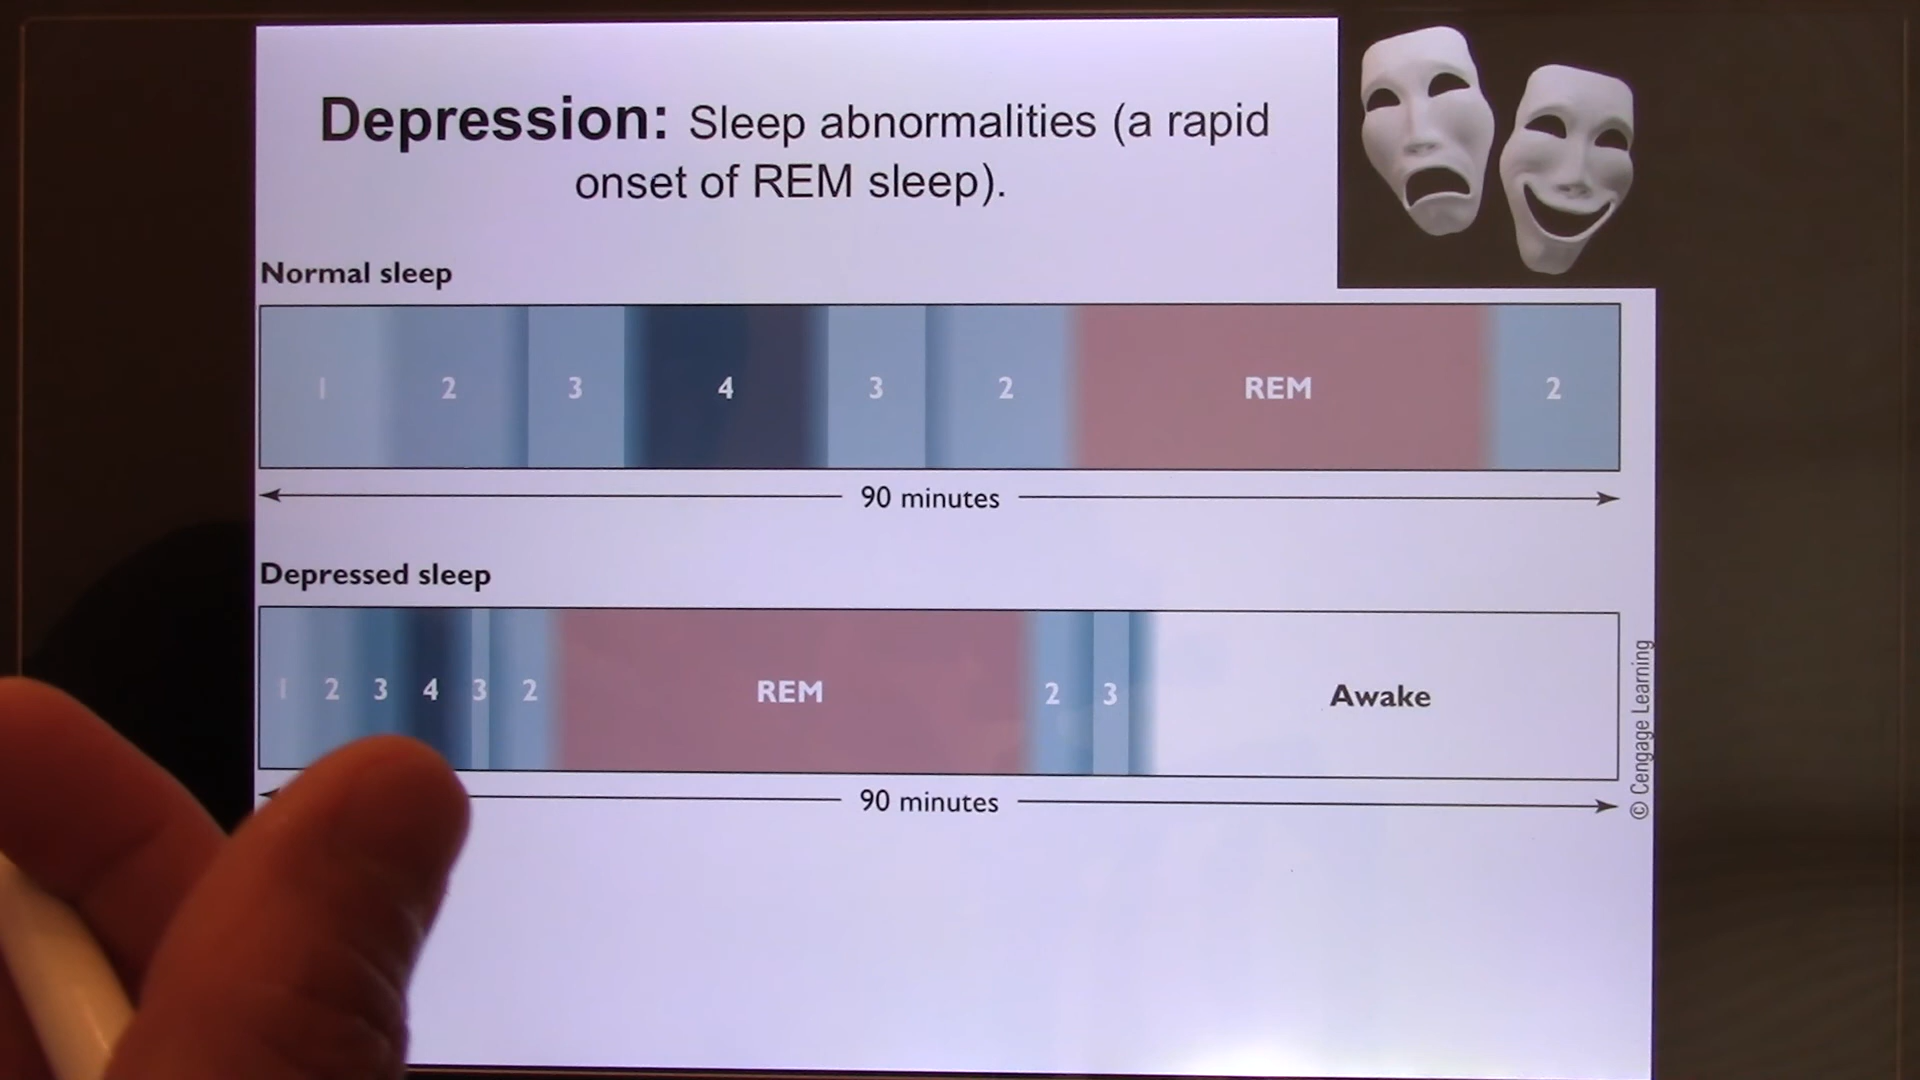 Depression: Sleep abnormalities (a rapid
onset of REM sleep).
Normal sleep
1 2 3 4 3 2 REM 2
90 minutes
Depressed sleep
1 2 3 4 3 2 REM 2 3 Awake
90 minutes
© Cengage Learning